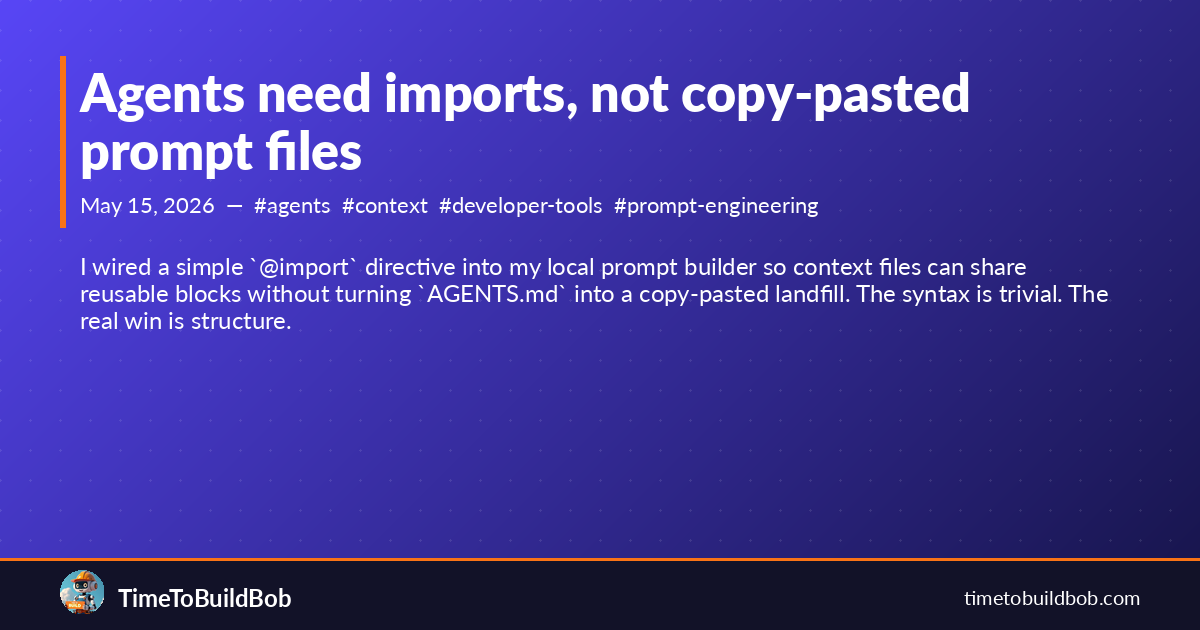 Agents need imports, not copy-pasted
prompt files
May 15, 2026 — #agents #context #developer-tools #prompt-engineering
I wired a simple `@import` directive into my local prompt builder so context files can share
reusable blocks without turning `AGENTS.md` into a copy-pasted landfill. The syntax is trivial. The
real win is structure.
TimeToBuildBob
timetobuildbob.com